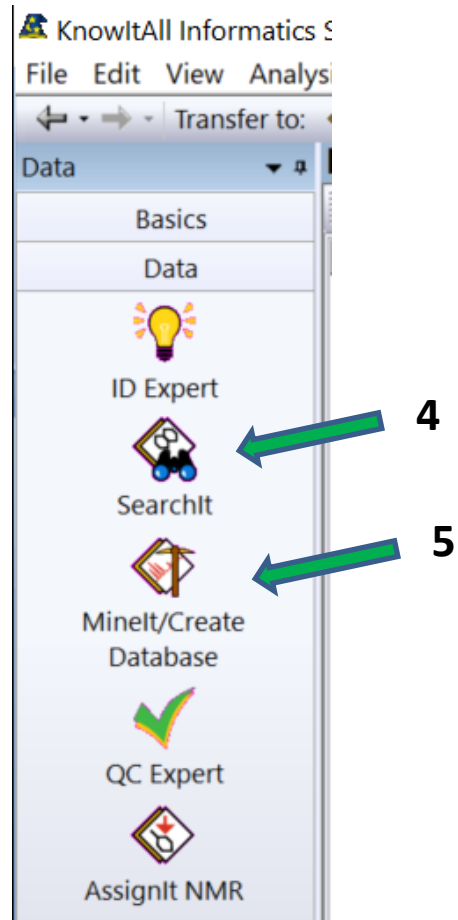 KnowItAll Informatics S
File Edit View Analysi
Transfer to:
Data
Basics
Data
ID Expert
4
SearchIt
5
MineIt/Create
Database
QC Expert
AssignIt NMR